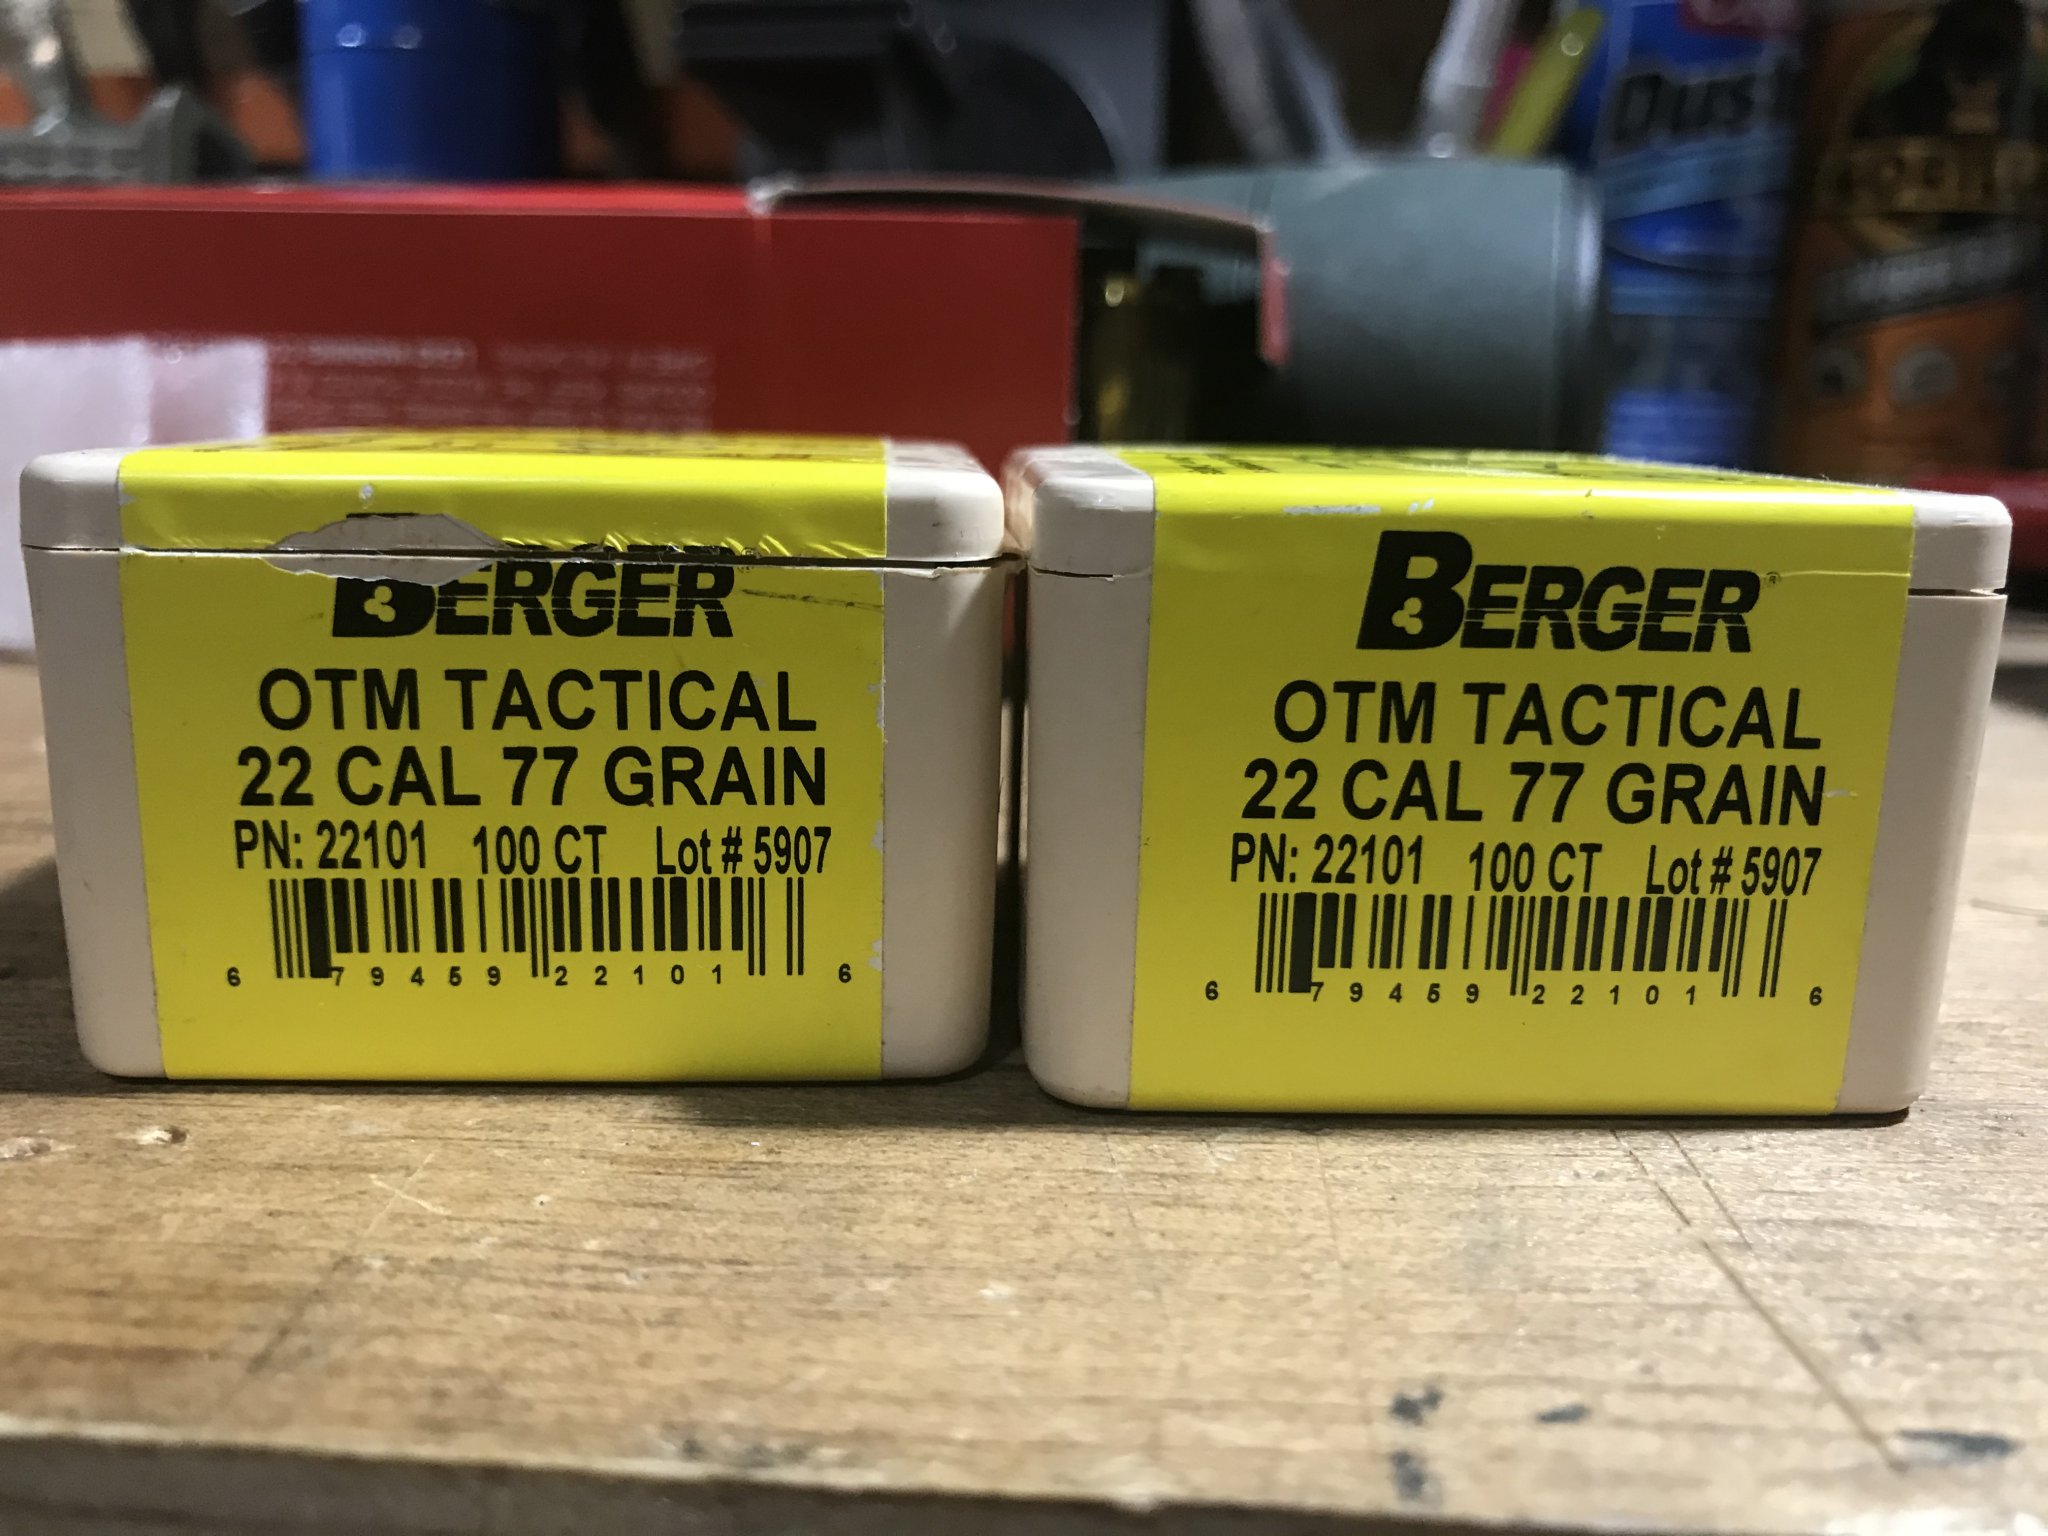 Dus
BERGER
OTM TACTICAL
22 CAL 77 GRAIN
PN: 22101 100 CT Lot # 5907
6 79459 22101 6
BERGER®
OTM TACTICAL
22 CAL 77 GRAIN
PN: 22101 100 CT Lot # 5907
6 79459 22101 6